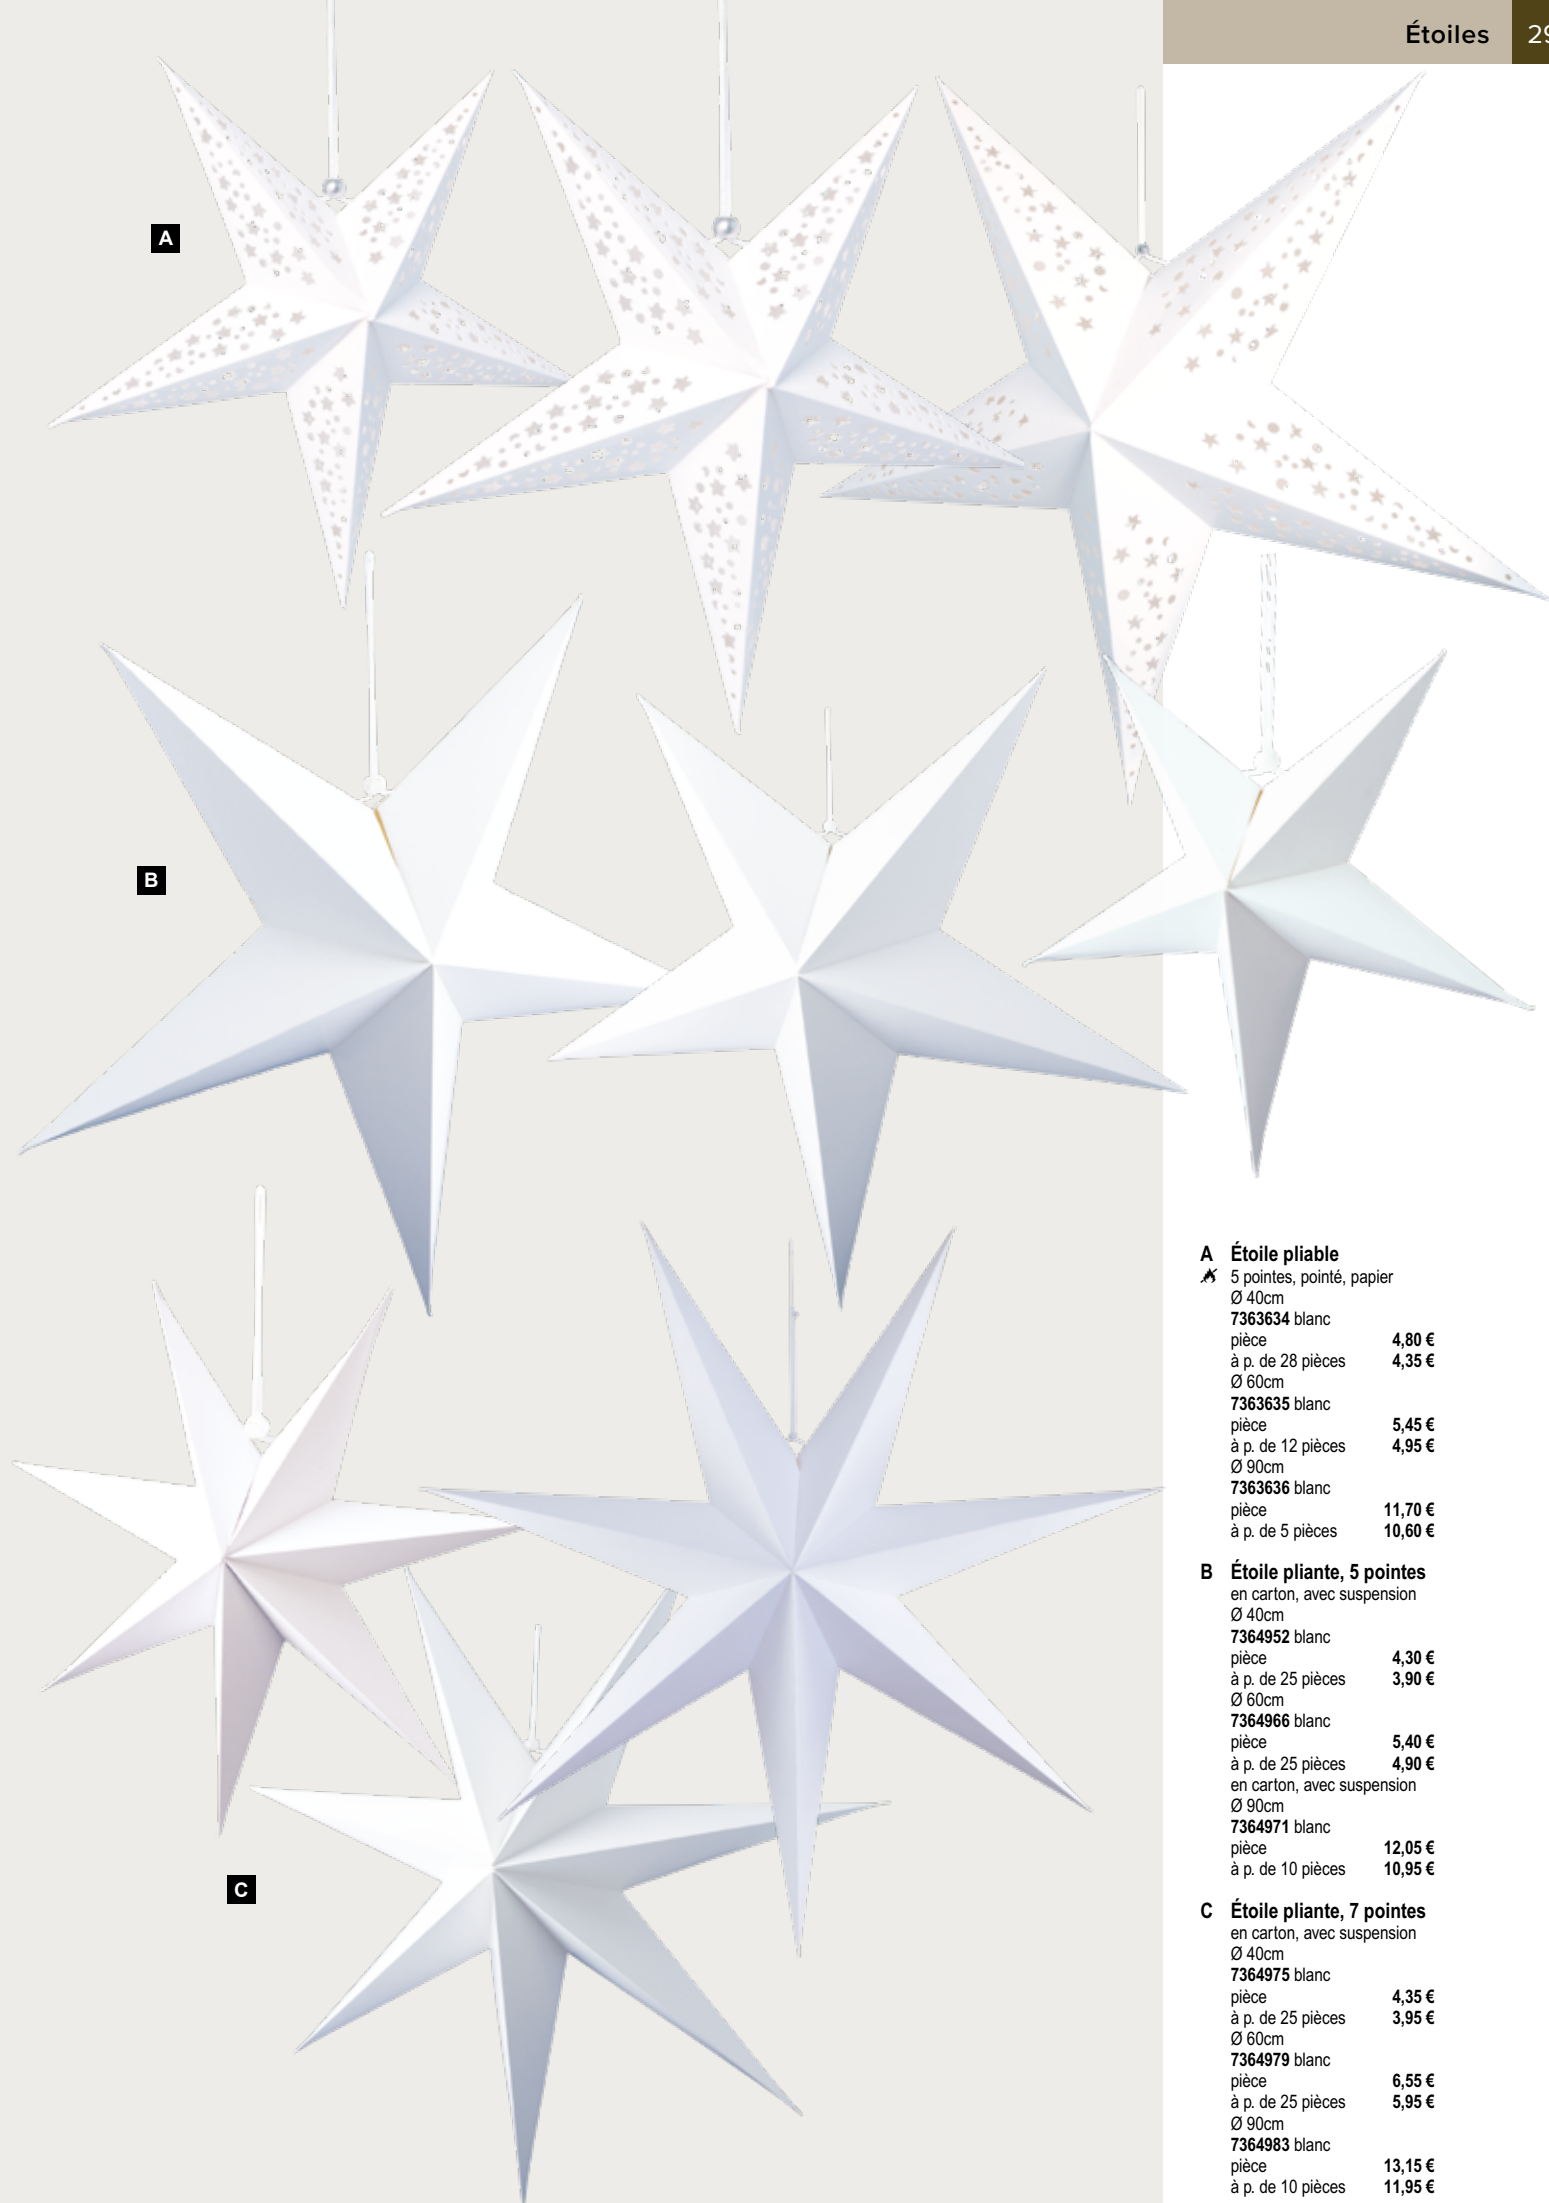 Étoiles 29
A
B
C
A Étoile pliable
5 pointes, pointé, papier
Ø 40cm
7363634 blanc
pièce 4,80 €
à p. de 28 pièces 4,35 €
Ø 60cm
7363635 blanc
pièce 5,45 €
à p. de 12 pièces 4,95 €
Ø 90cm
7363636 blanc
pièce 11,70 €
à p. de 5 pièces 10,60 €
B Étoile pliante, 5 pointes
en carton, avec suspension
Ø 40cm
7364952 blanc
pièce 4,30 €
à p. de 25 pièces 3,90 €
Ø 60cm
7364966 blanc
pièce 5,40 €
à p. de 25 pièces 4,90 €
en carton, avec suspension
Ø 90cm
7364971 blanc
pièce 12,05 €
à p. de 10 pièces 10,95 €
C Étoile pliante, 7 pointes
en carton, avec suspension
Ø 40cm
7364975 blanc
pièce 4,35 €
à p. de 25 pièces 3,95 €
Ø 60cm
7364979 blanc
pièce 6,55 €
à p. de 25 pièces 5,95 €
Ø 90cm
7364983 blanc
pièce 13,15 €
à p. de 10 pièces 11,95 €